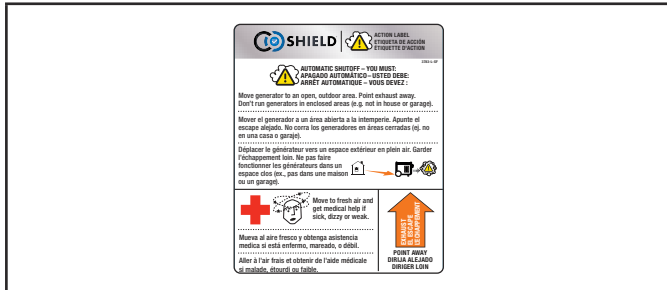 CO SHIELD
ACTION LABEL
ETIQUETA DE ACCIÓN
ÉTIQUETTE D'ACTION
AUTOMATIC SHUTOFF – YOU MUST:
APAGADO AUTOMÁTICO – USTED DEBE:
ARRÊT AUTOMATIQUE – VOUS DEVEZ :
Move generator to an open, outdoor area. Point exhaust away.
Don't run generators in enclosed areas (e.g. not in house or garage).
Mover el generador a un área abierta a la intemperie. Apunte el
escape alejado. No corra los generadores en áreas cerradas (ej. no
en una casa o garaje).
Déplacer le générateur vers un espace extérieur en plein air. Garder
l'échappement loin. Ne pas faire
fonctionner les générateurs dans un
espace clos (ex., pas dans une maison
ou un garage).
Move to fresh air and
get medical help if
sick, dizzy or weak.
Mueva al aire fresco y obtenga asistencia
medica si está enfermo, mareado, o débil.
Aller à l'air frais et obtenir de l'aide médicale
si malade, étourdi ou faible.
EXHAUST
EL ESCAPE
L'ÉCHAPPEMENT
POINT AWAY
DIRIJA ALEJADO
DIRIGER LOIN